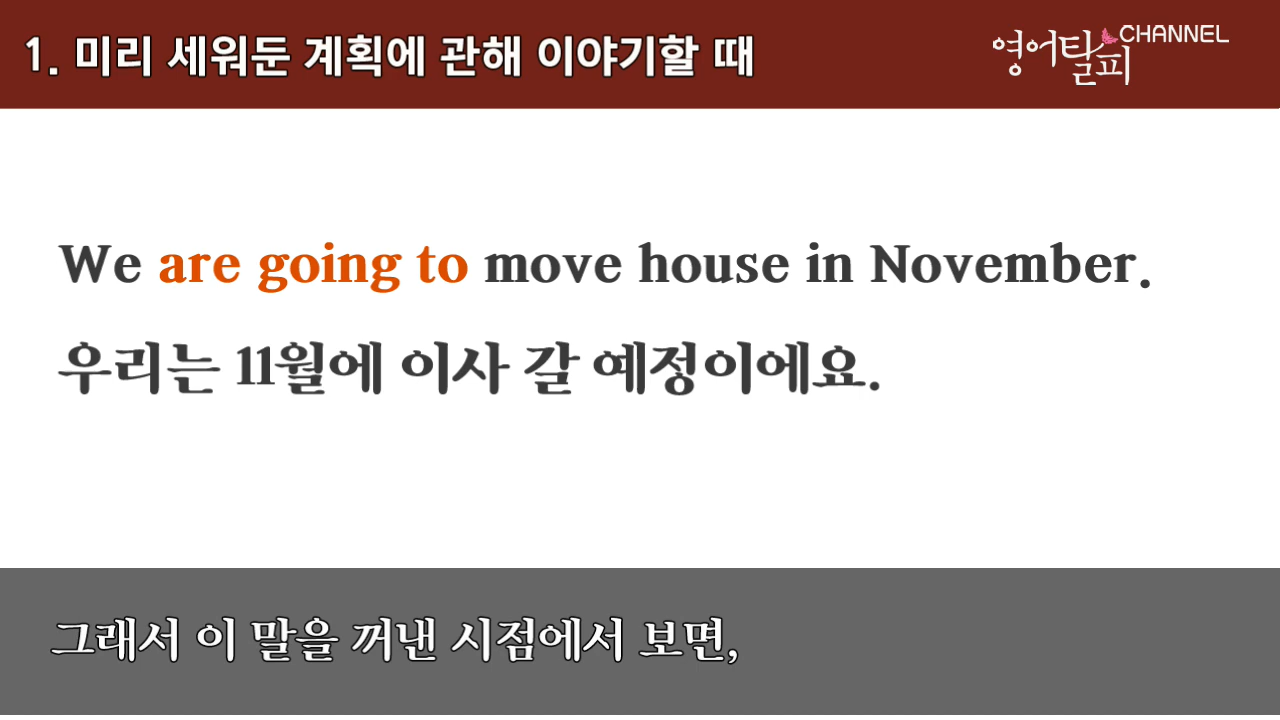 1. 미리 세워둔 계획에 관해 이야기할 때
영어탈피 CHANNEL
We are going to move house in November.
우리는 11월에 이사 갈 예정이에요.
그래서 이 말을 꺼낸 시점에서 보면,